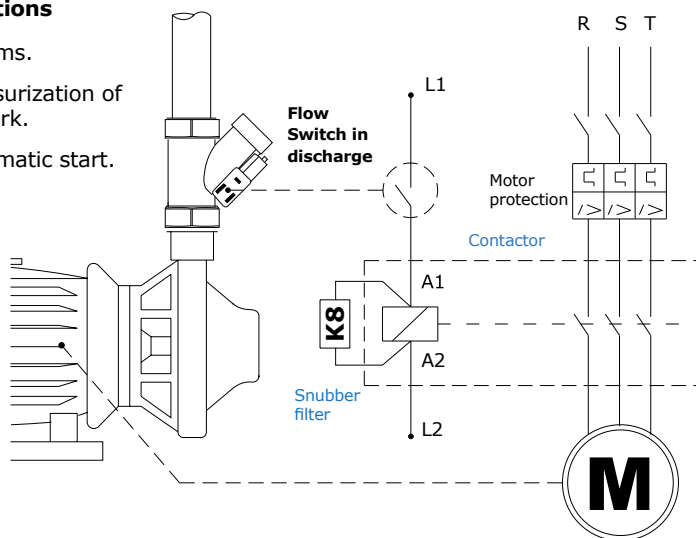 tions
ms.
surization of
rk.
matic start.
Flow
Switch in
discharge
L1
R S T
Motor
protection
Contactor
A1
K8
A2
Snubber
filter
L2
M